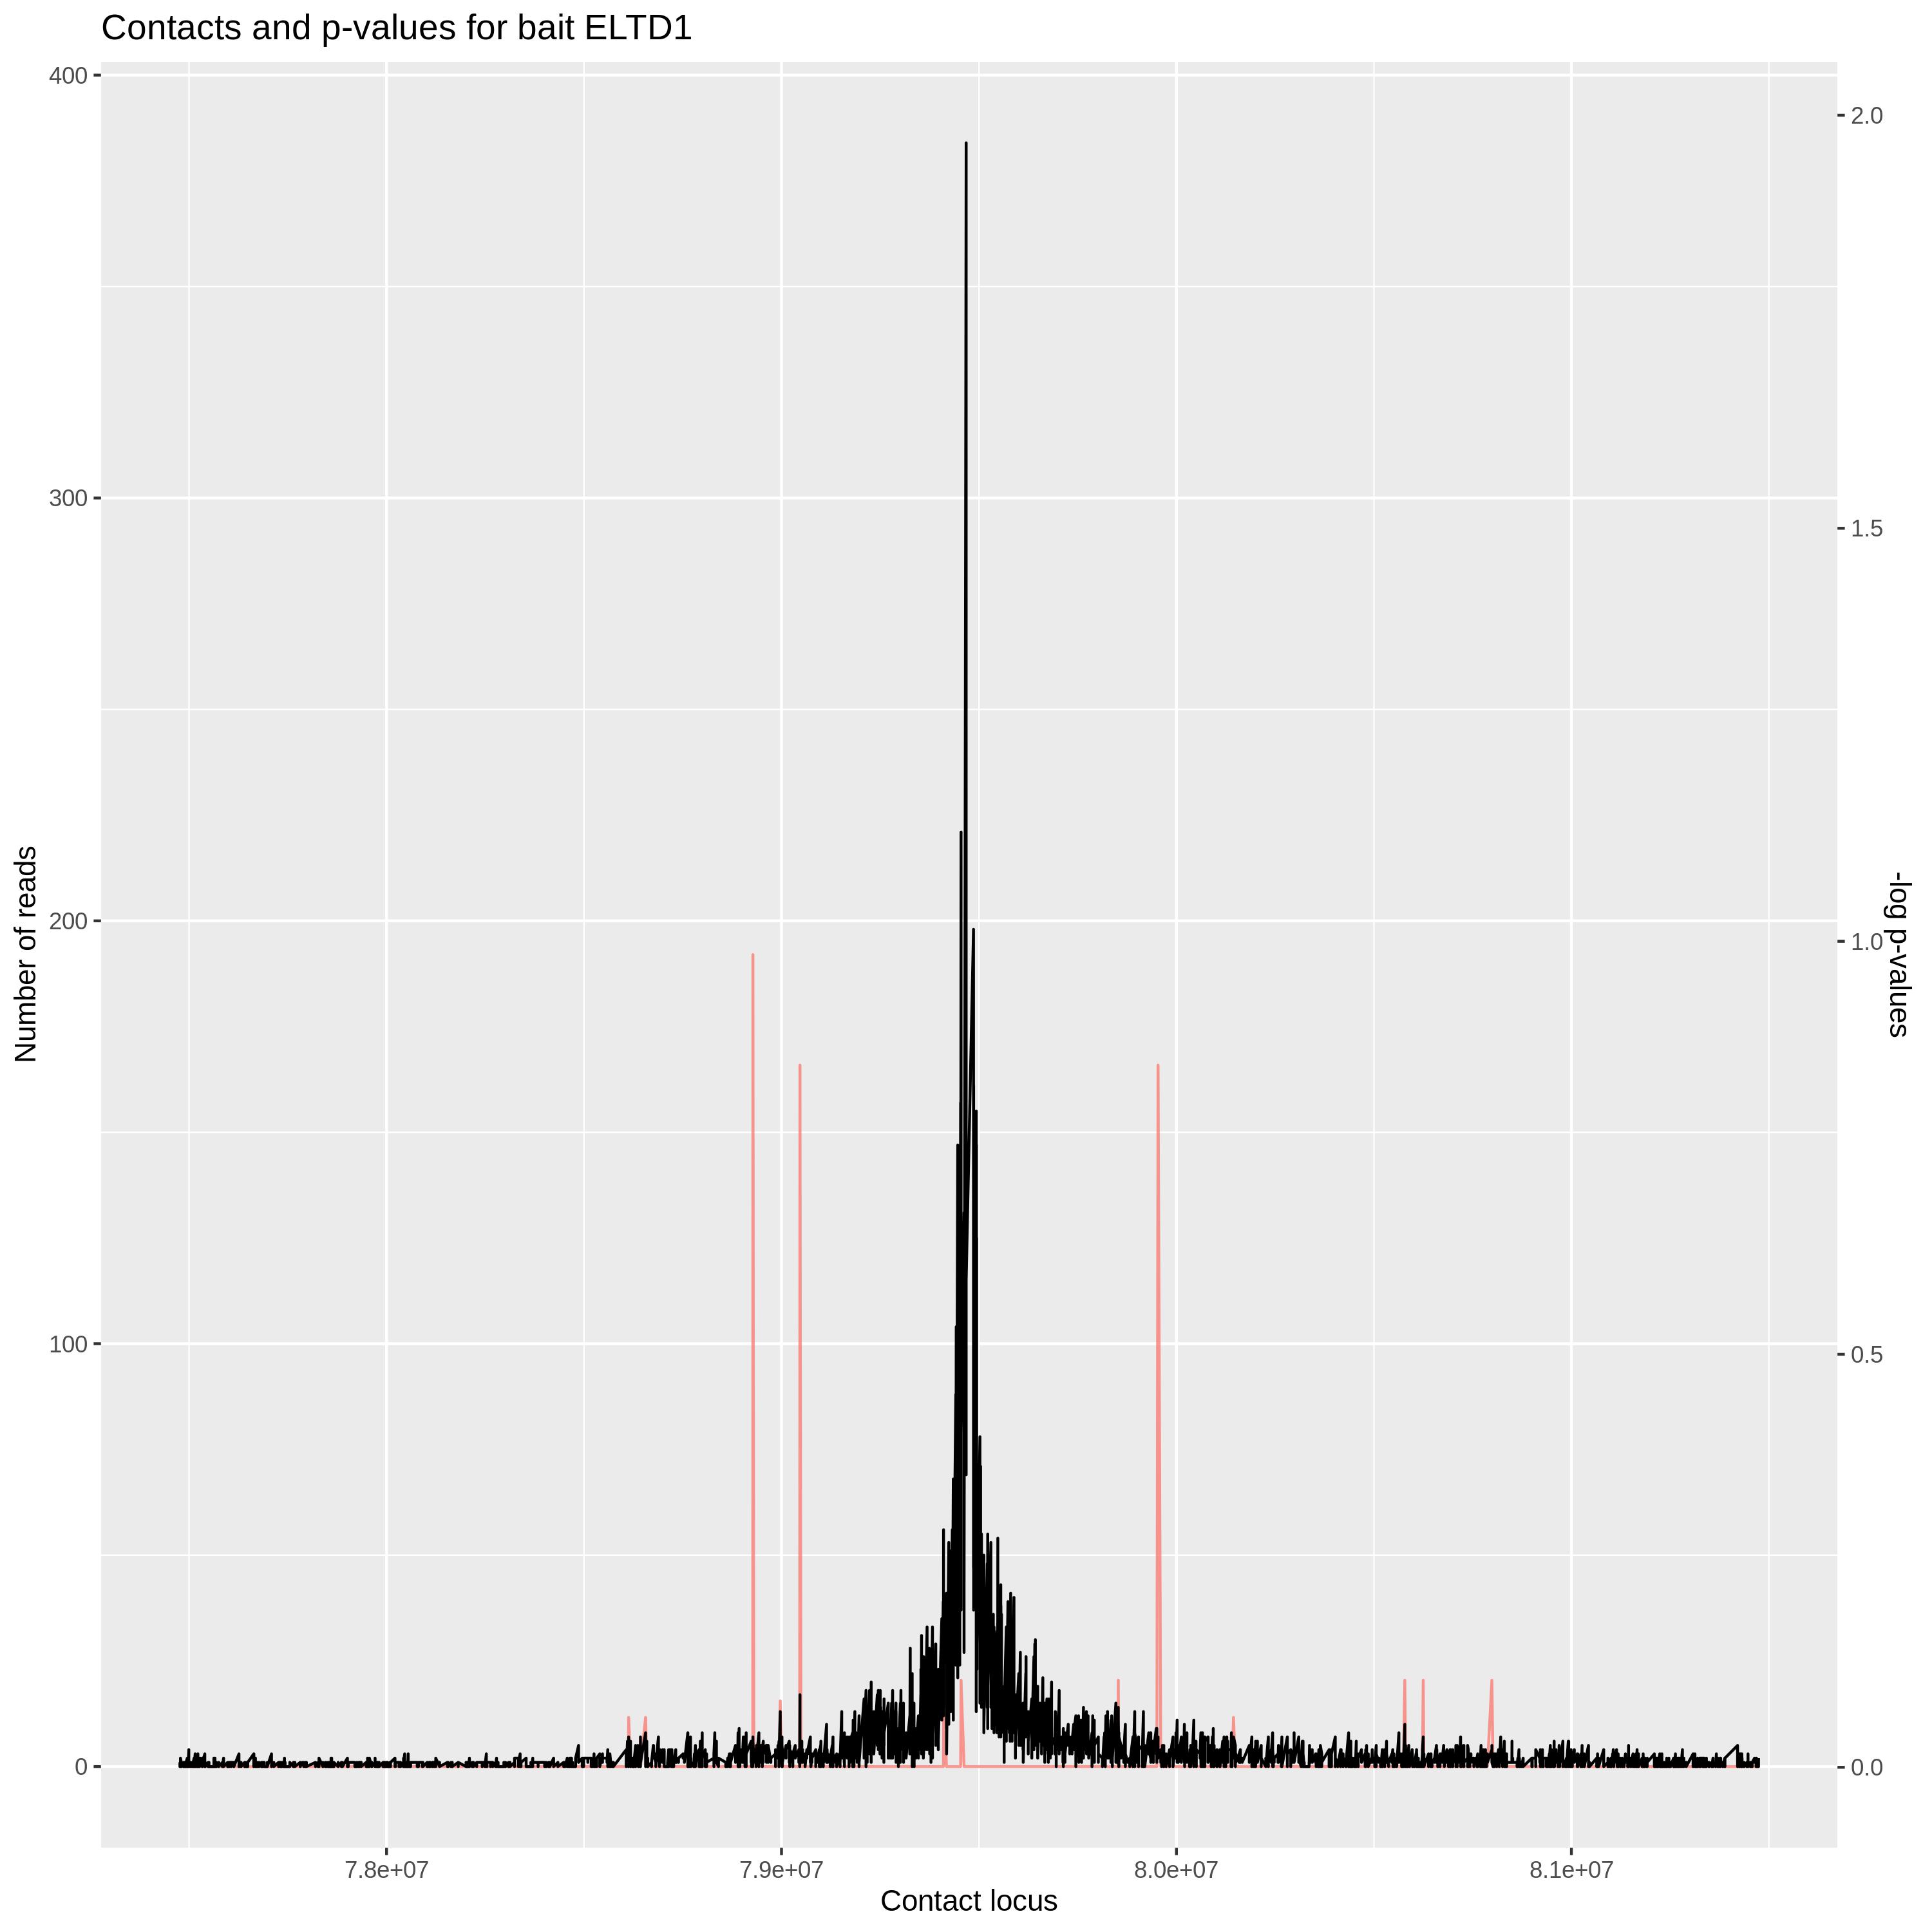 Contacts and p-values for bait ELTD1
400
300
200
100
0
Number of reads
2.0
1.5
1.0
0.5
0.0
-log p-values
7.8e+07
7.9e+07
8.0e+07
8.1e+07
Contact locus